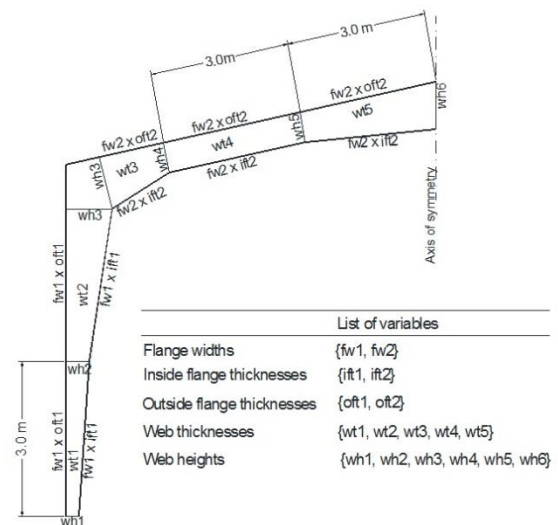 3.0 m
3.0 m
fw2 x oft2
wh6
fw2 x oft2
wt5
fw2 x oft2
wh5
wh4
wt4
fw2 x ift2
wh3
wt3
fw2 x ift2
fw2 x ift2
wh3
Axis of symmetry
fw1 x oft1
wt2
fw1 x ift1
List of variables
Flange widths {fw1, fw2}
Inside flange thicknesses {ift1, ift2}
Outside flange thicknesses {oft1, oft2}
Web thicknesses {wt1, wt2, wt3, wt4, wt5}
Web heights {wh1, wh2, wh3, wh4, wh5, wh6}
wh2
3.0 m
fw1 x oft1
wt1
fw1 x ift1
wh1